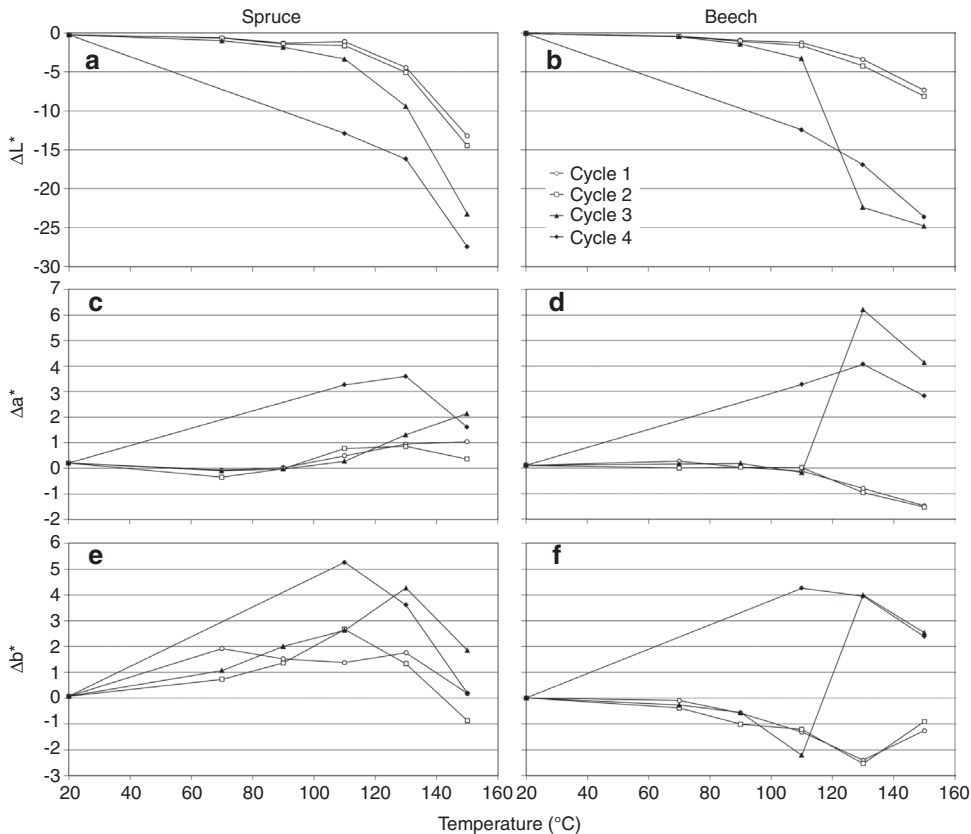 Spruce
Beech
0
-5
-10
-15
-20
-25
-30
ΔL*
a
b
Cycle 1
Cycle 2
Cycle 3
Cycle 4
7
6
5
4
3
2
1
0
-1
-2
Δa*
c
d
6
5
4
3
2
1
0
-1
-2
-3
Δb*
e
f
20 40 60 80 100 120 140 160 20 40 60 80 100 120 140 160
Temperature (°C)